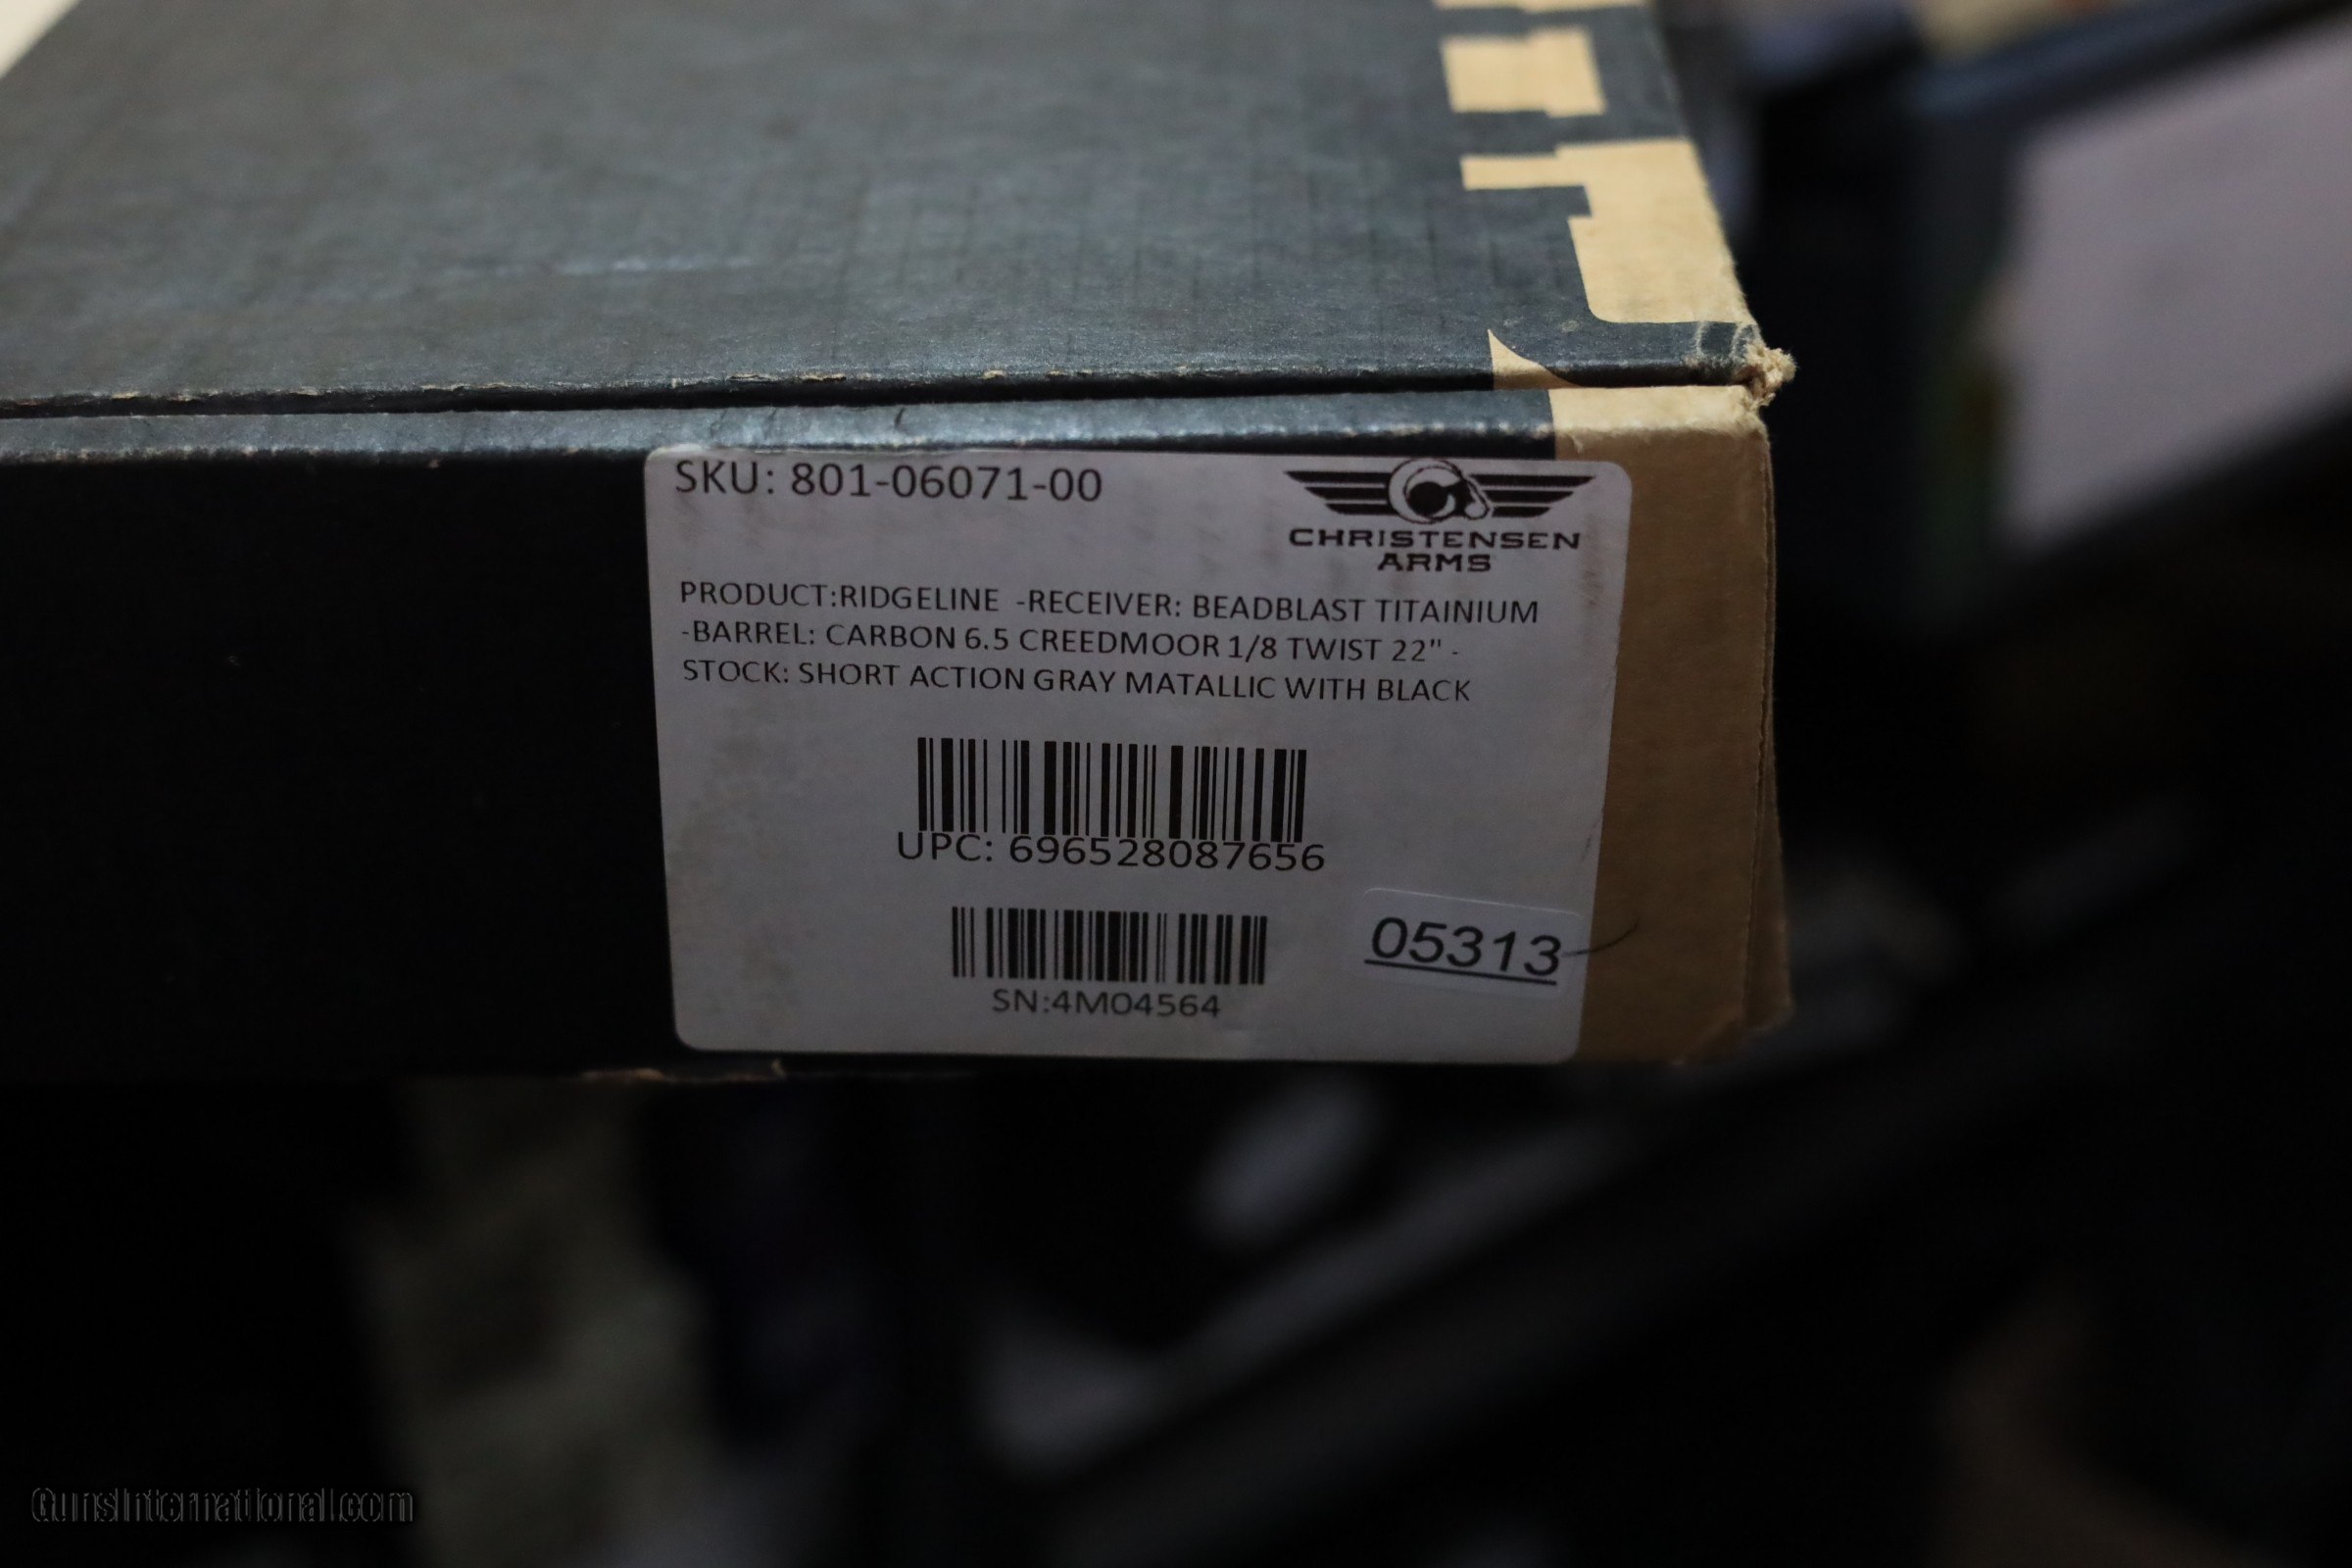 SKU: 801-06071-00
CHRISTENSEN
ARMS
PRODUCT:RIDGELINE -RECEIVER: BEADBLAST TITAINIUM
-BARREL: CARBON 6.5 CREEDMOOR 1/8 TWIST 22" -
STOCK: SHORT ACTION GRAY MATALLIC WITH BLACK
UPC: 696528087656
05313
SN:4M04564
GunsInternational.com